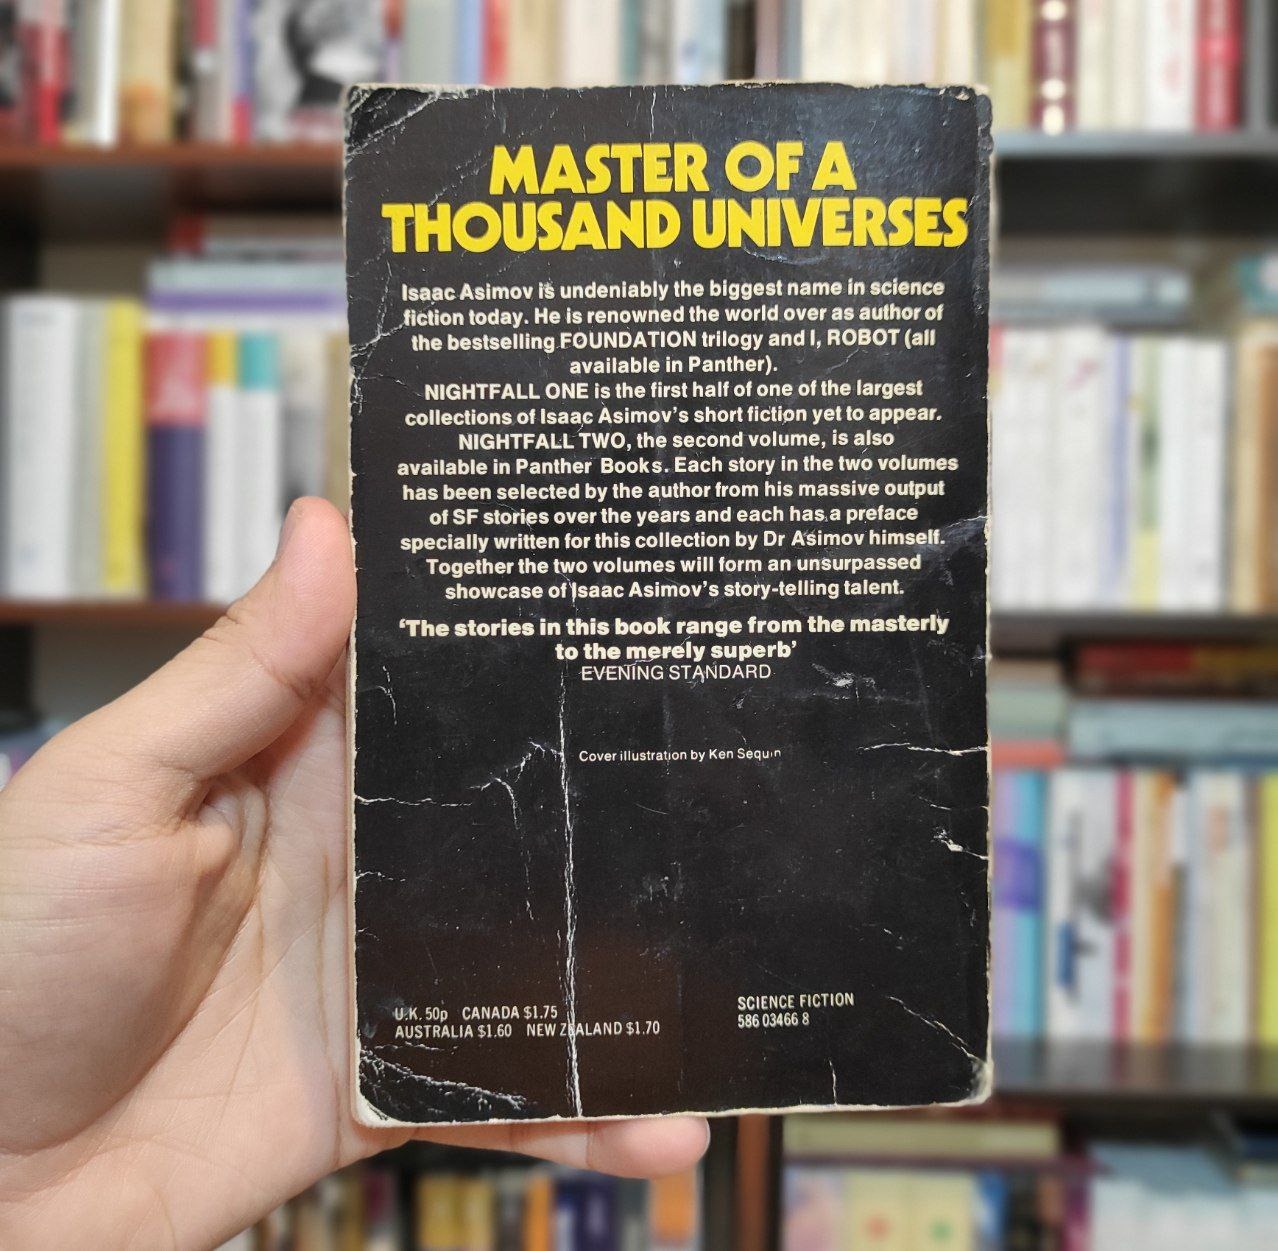 MASTER OF A
THOUSAND UNIVERSES
Isaac Asimov is undeniably the biggest name in science
fiction today. He is renowned the world over as author of
the bestselling FOUNDATION trilogy and I, ROBOT (all
available in Panther).
NIGHTFALL ONE is the first half of one of the largest
collections of Isaac Asimov's short fiction yet to appear.
NIGHTFALL TWO, the second volume, is also
available in Panther Books. Each story in the two volumes
has been selected by the author from his massive output
of SF stories over the years and each has a preface
specially written for this collection by Dr Asimov himself.
Together the two volumes will form an unsurpassed
showcase of Isaac Asimov's story-telling talent.
‘The stories in this book range from the masterly
to the merely superb’
EVENING STANDARD
Cover illustration by Ken Sequin
U.K. 50p CANADA $1.75
AUSTRALIA $1.60 NEW ZEALAND $1.70
SCIENCE FICTION
586 03466 8